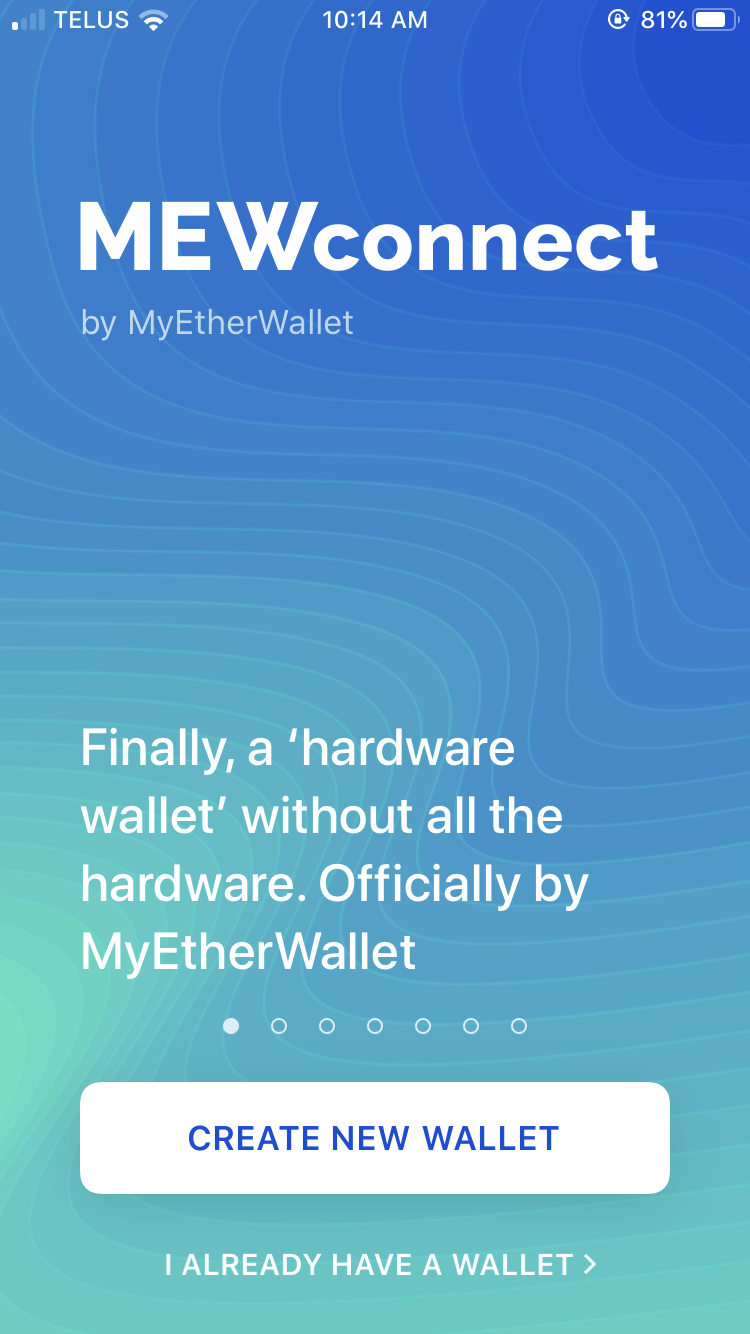 TELUS 10:14 AM 81%
MEWconnect
by MyEtherWallet
Finally, a ‘hardware
wallet’ without all the
hardware. Officially by
MyEtherWallet
CREATE NEW WALLET
I ALREADY HAVE A WALLET >